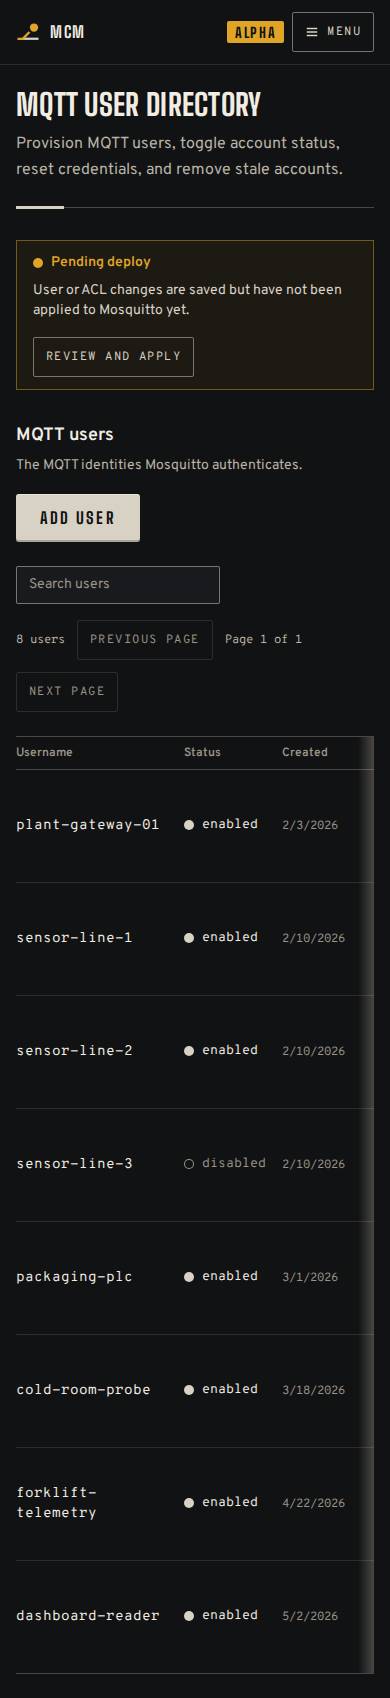 MCM
ALPHA
MENU
MQTT USER DIRECTORY
Provision MQTT users, toggle account status,
reset credentials, and remove stale accounts.
Pending deploy
User or ACL changes are saved but have not been
applied to Mosquitto yet.
REVIEW AND APPLY
MQTT users
The MQTT identities Mosquitto authenticates.
ADD USER
Search users
8 users PREVIOUS PAGE Page 1 of 1
NEXT PAGE
Username Status Created
plant-gateway-01 enabled 2/3/2026
sensor-line-1 enabled 2/10/2026
sensor-line-2 enabled 2/10/2026
sensor-line-3 disabled 2/10/2026
packaging-plc enabled 3/1/2026
cold-room-probe enabled 3/18/2026
forklift-
telemetry enabled 4/22/2026
dashboard-reader enabled 5/2/2026